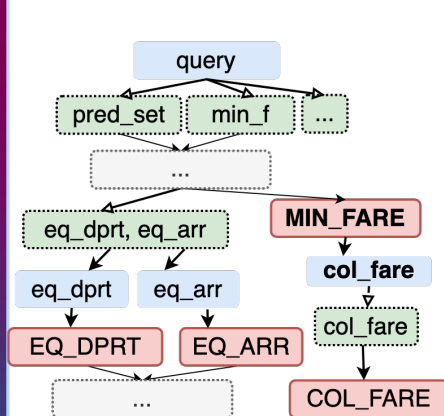 query
pred_set
min_f
...
...
MIN_FARE
eq_dprt, eq_arr
col_fare
eq_dprt
eq_arr
col_fare
EQ_DPRT
EQ_ARR
COL_FARE
...